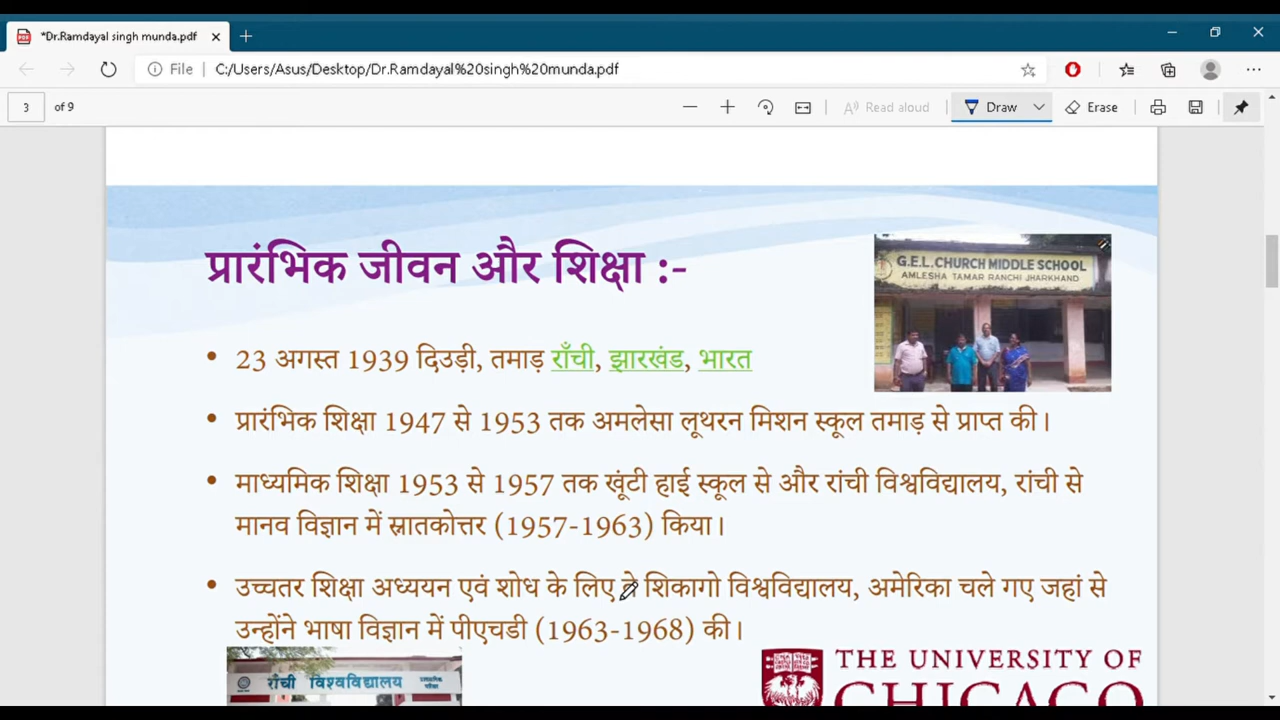 *Dr.Ramdayal singh munda.pdf
File C:/Users/Asus/Desktop/Dr.Ramdayal%20singh%20munda.pdf
3 of 9 Read aloud Draw Erase
प्रारंभिक जीवन और शिक्षा :-
G.E.L.CHURCH MIDDLE SCHOOL
AMLESHA TAMAR RANCHI JHARKHAND
• 23 अगस्त 1939 दिउड़ी, तमाड़ राँची, झारखंड, भारत
• प्रारंभिक शिक्षा 1947 से 1953 तक अमलेसा लूथरन मिशन स्कूल तमाड़ से प्राप्त की।
• माध्यमिक शिक्षा 1953 से 1957 तक खूंटी हाई स्कूल से और रांची विश्वविद्यालय, रांची से
मानव विज्ञान में स्नातकोत्तर (1957-1963) किया।
• उच्चतर शिक्षा अध्ययन एवं शोध के लिए वे शिकागो विश्वविद्यालय, अमेरिका चले गए जहां से
उन्होंने भाषा विज्ञान में पीएचडी (1963-1968) की।
राँची विश्वविद्यालय
THE UNIVERSITY OF
CHICAGO